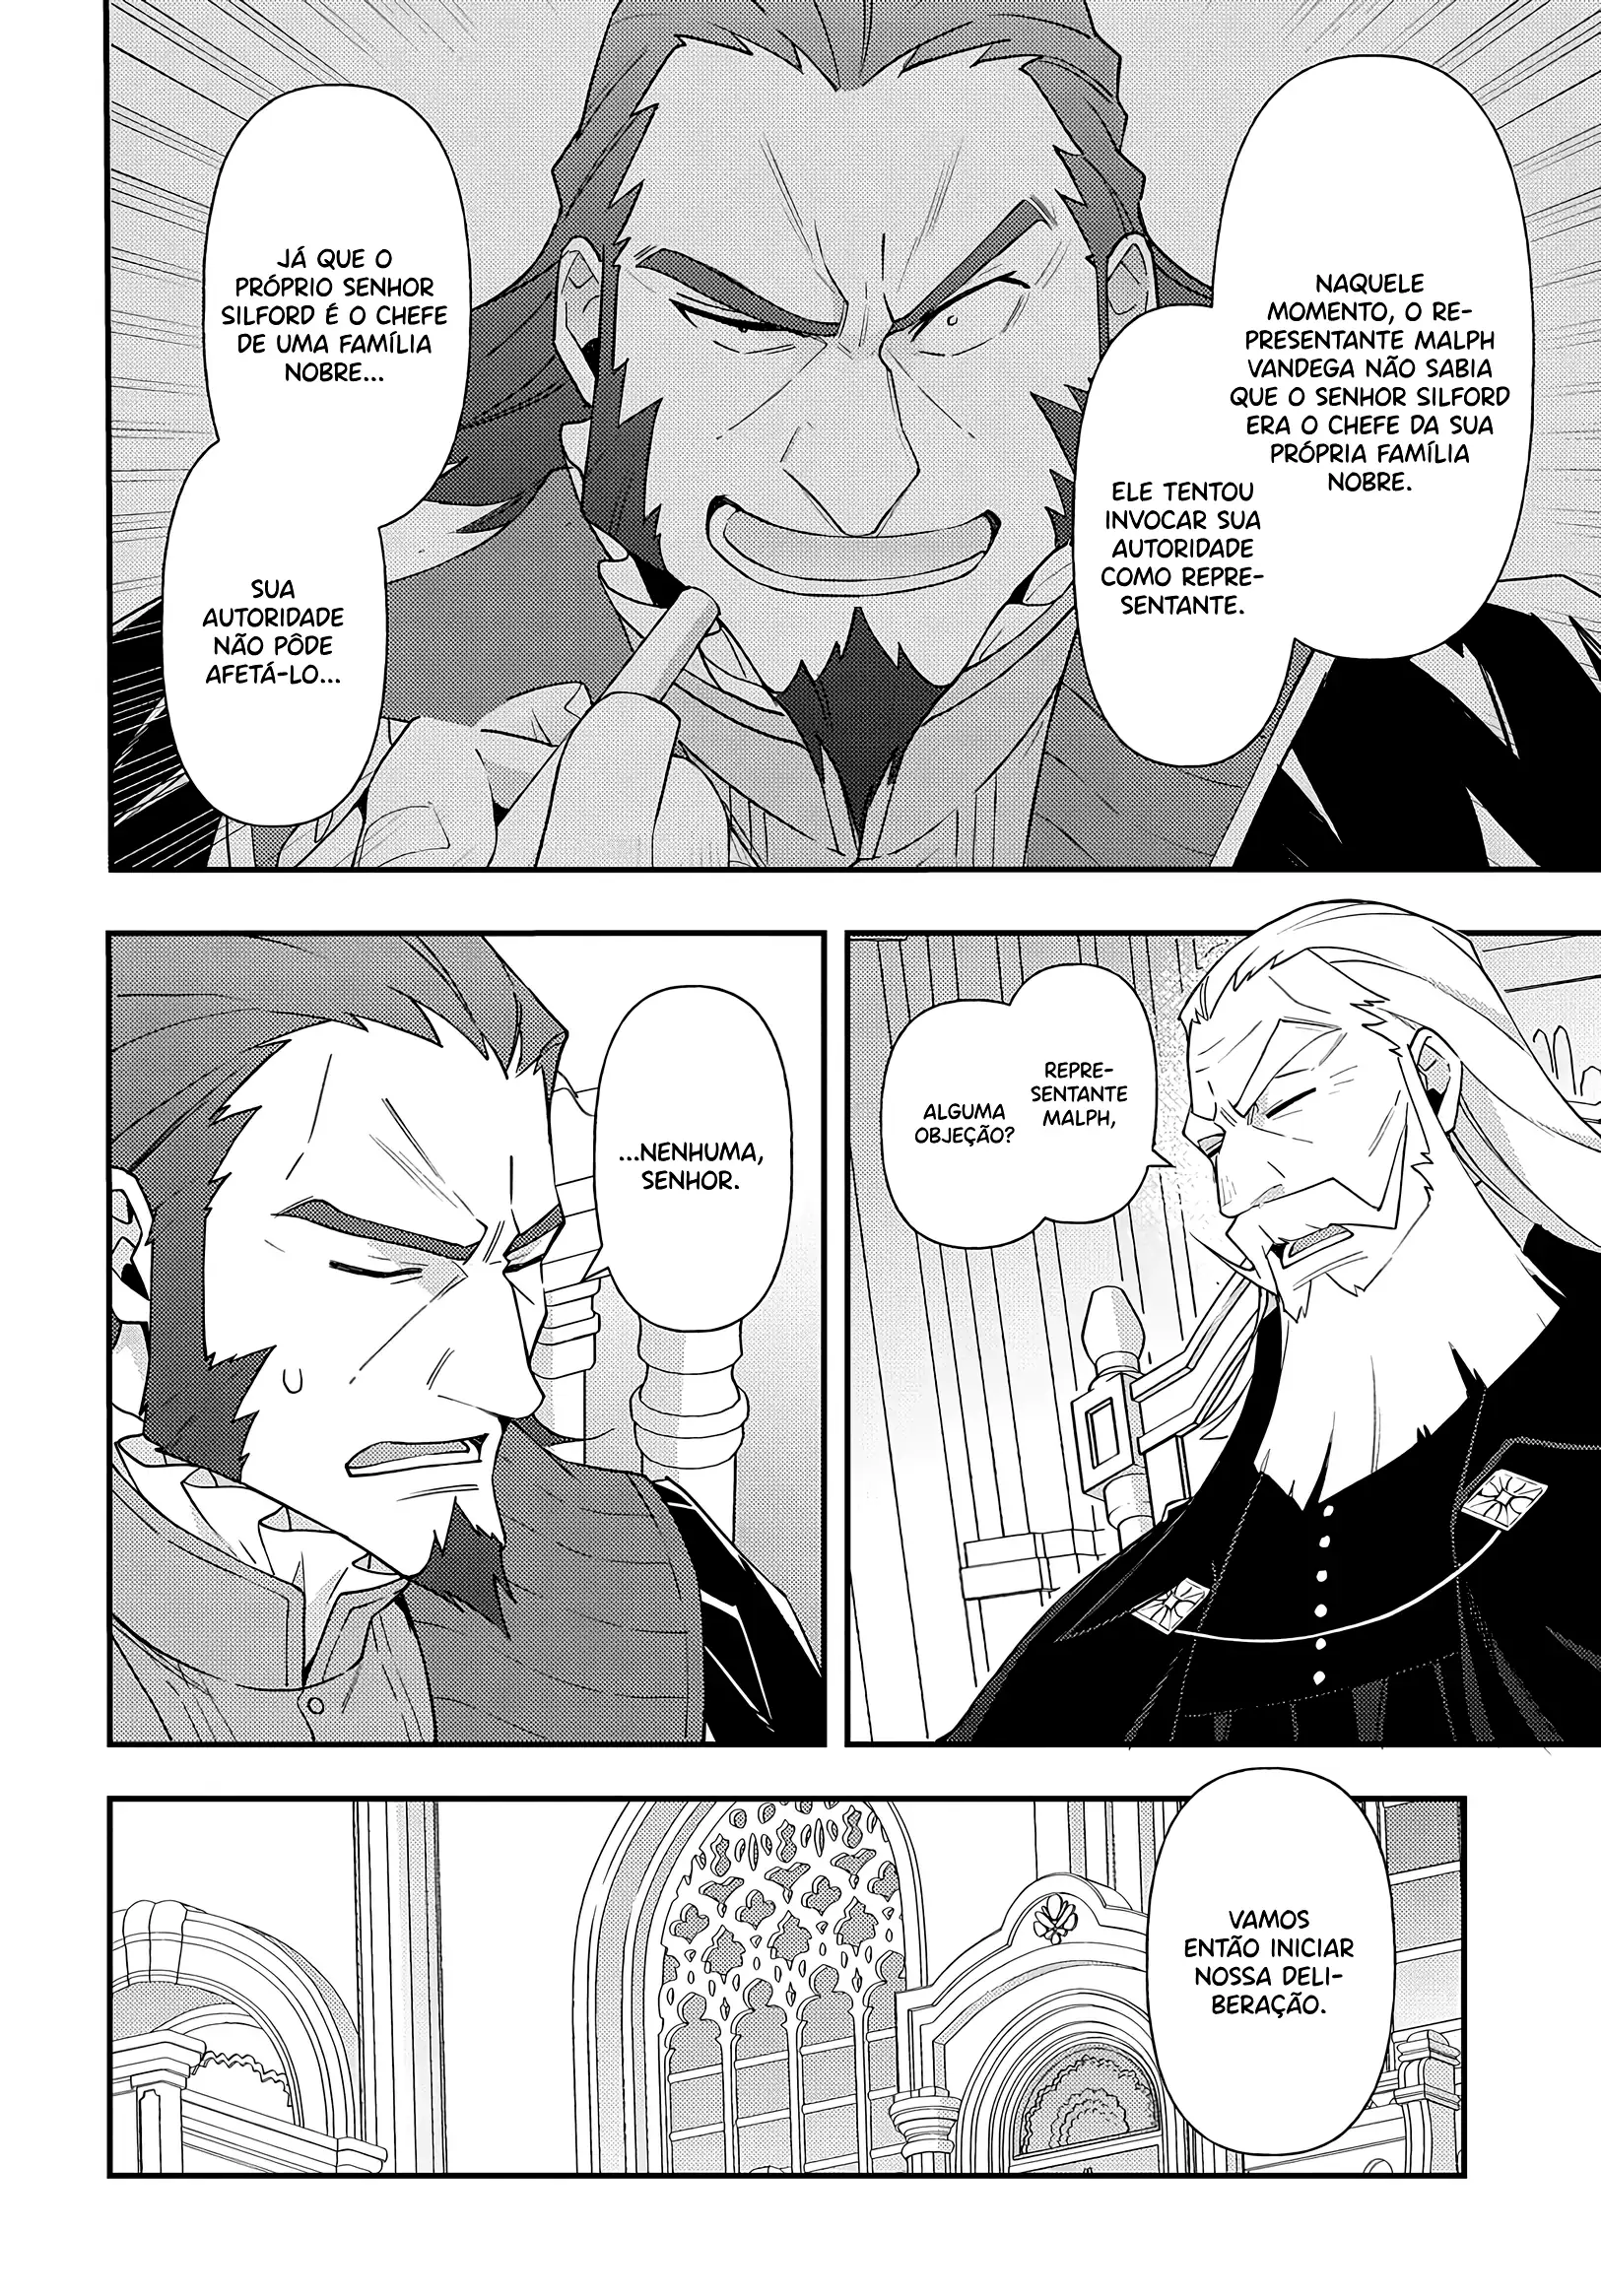 NAQUELE
MOMENTO, O RE-
PRESENTANTE MALPH
VANDEGA NÃO SABIA
QUE O SENHOR SILFORD
ERA O CHEFE DA SUA
PRÓPRIA FAMÍLIA
NOBRE.
ELE TENTOU
INVOCAR SUA
AUTORIDADE
COMO REPRE-
SENTANTE.
JÁ QUE O
PRÓPRIO SENHOR
SILFORD É O CHEFE
DE UMA FAMÍLIA
NOBRE...
SUA
AUTORIDADE
NÃO PÔDE
AFETÁ-LO...
REPRE-
SENTANTE
MALPH,
ALGUMA
OBJEÇÃO?
...NENHUMA,
SENHOR.
VAMOS
ENTÃO INICIAR
NOSSA DELI-
BERAÇÃO.